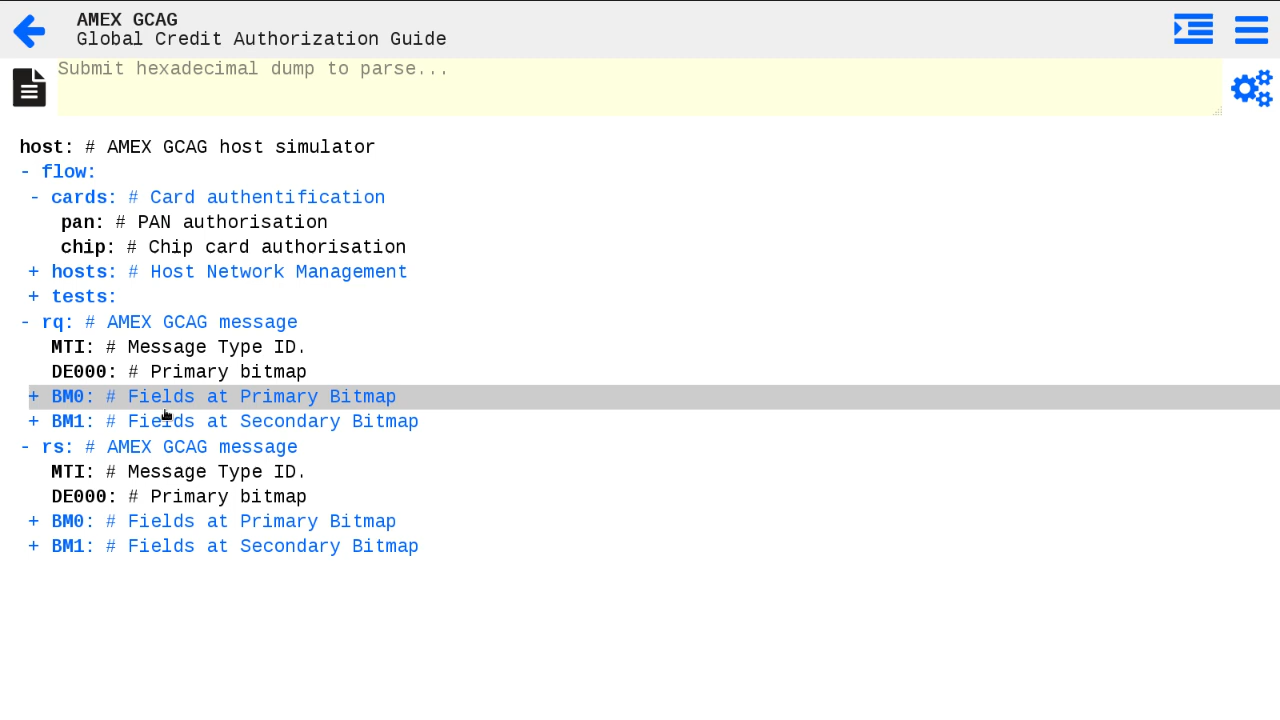 AMEX GCAG
Global Credit Authorization Guide
Submit hexadecimal dump to parse...
host: # AMEX GCAG host simulator
- flow:
- cards: # Card authentification
pan: # PAN authorisation
chip: # Chip card authorisation
+ hosts: # Host Network Management
+ tests:
- rq: # AMEX GCAG message
MTI: # Message Type ID.
DE000: # Primary bitmap
+ BM0: # Fields at Primary Bitmap
+ BM1: # Fields at Secondary Bitmap
- rs: # AMEX GCAG message
MTI: # Message Type ID.
DE000: # Primary bitmap
+ BM0: # Fields at Primary Bitmap
+ BM1: # Fields at Secondary Bitmap